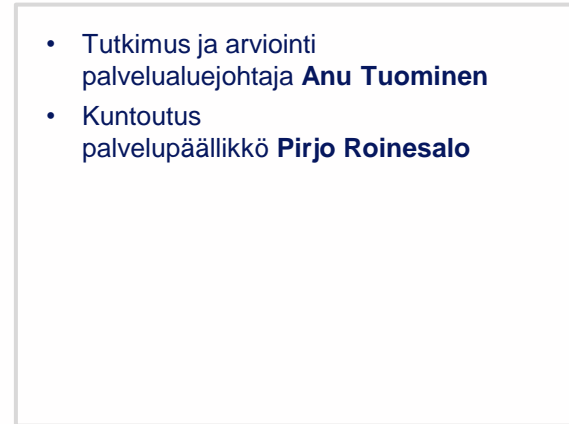 • Tutkimus ja arviointi
palvelualuejohtaja Anu Tuominen
• Kuntoutus
palvelupäällikkö Pirjo Roinesalo